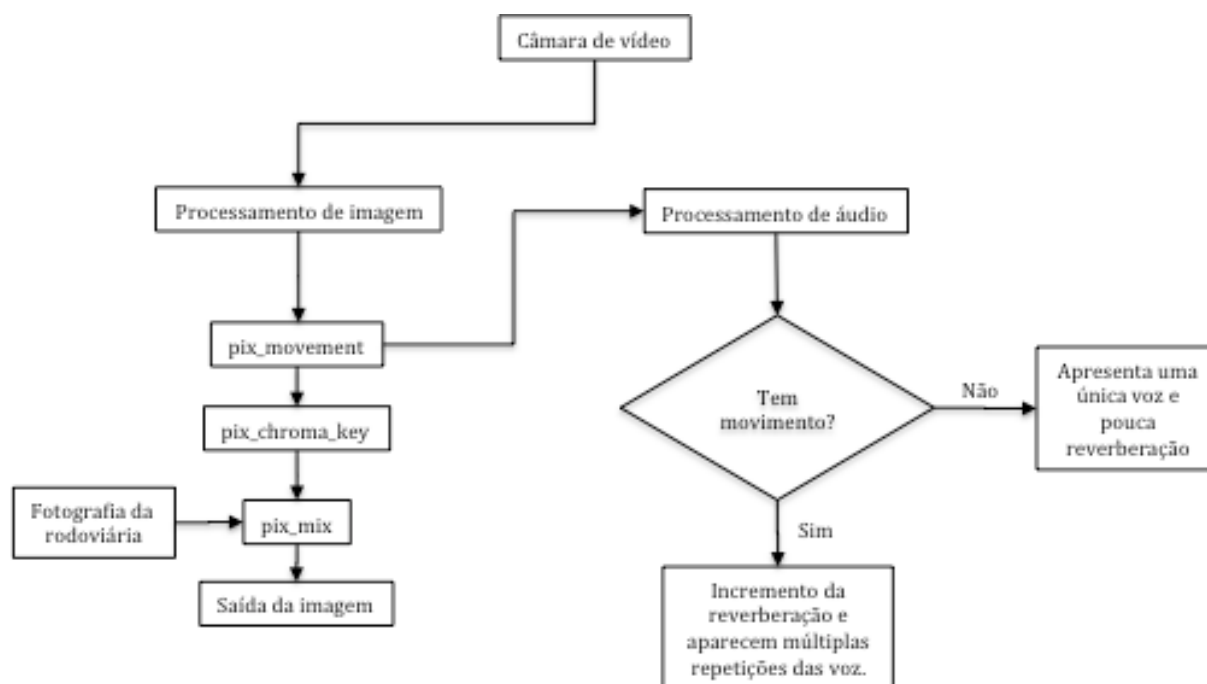 Câmara de vídeo
Processamento de imagem
Processamento de áudio
pix_movement
Tem
movimento?
Não
Apresenta uma
única voz e
pouca
reverberação
pix_chroma_key
Fotografia da
rodoviária
pix_mix
Sim
Saída da imagem
Incremento da
reverberação e
aparecem múltiplas
repetições das voz.